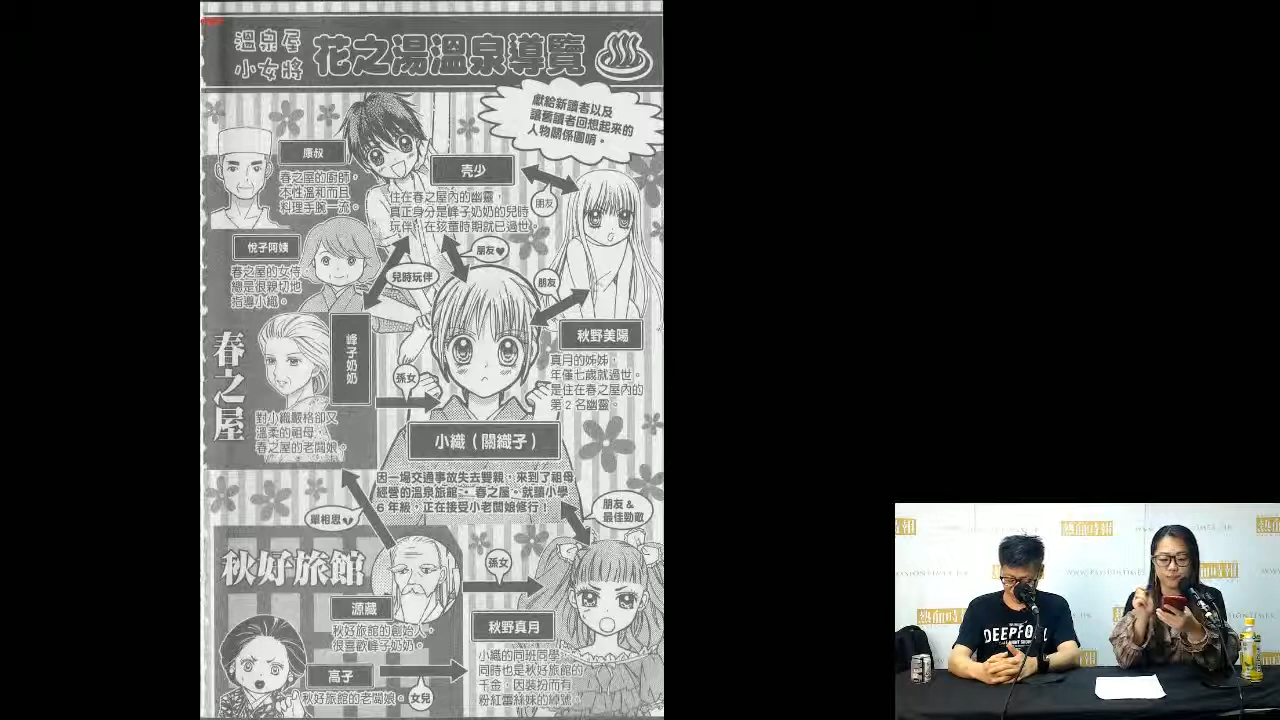 溫泉屋
小女將
花之湯溫泉導覽
獻給新讀者以及
讓舊讀者回想起來的
人物關係圖唷。
康叔
春之屋的廚師,
本性溫和而且
料理手腕一流。
壳少
住在春之屋內的幽靈,
真正身分是峰子奶奶的兒時
玩伴,在孩童時期就已過世。
朋友
悅子阿姨
春之屋的女侍,
總是很親切地
指導小織。
兒時玩伴
朋友
朋友
秋野美陽
真月的姊姊,
年僅七歲就過世。
是住在春之屋內的
第2名幽靈。
春之屋
峰子奶奶
對小織嚴格卻又
溫柔的祖母,
春之屋的老闆娘。
孫女
小織(關織子)
因一場交通事故失去雙親,來到了祖母
經營的溫泉旅館・春之屋。就讀小學
6年級,正在接受小老闆娘修行!
單相思
朋友&
最佳勁敵
秋好旅館
源藏
秋好旅館的創始人,
很喜歡峰子奶奶。
孫女
秋野真月
小織的同班同學,
同時也是秋好旅館的
千金,因裝扮而有
粉紅蕾絲妹的綽號。
高子
秋好旅館的老闆娘。
女兒
熱血時報
DEEPFO